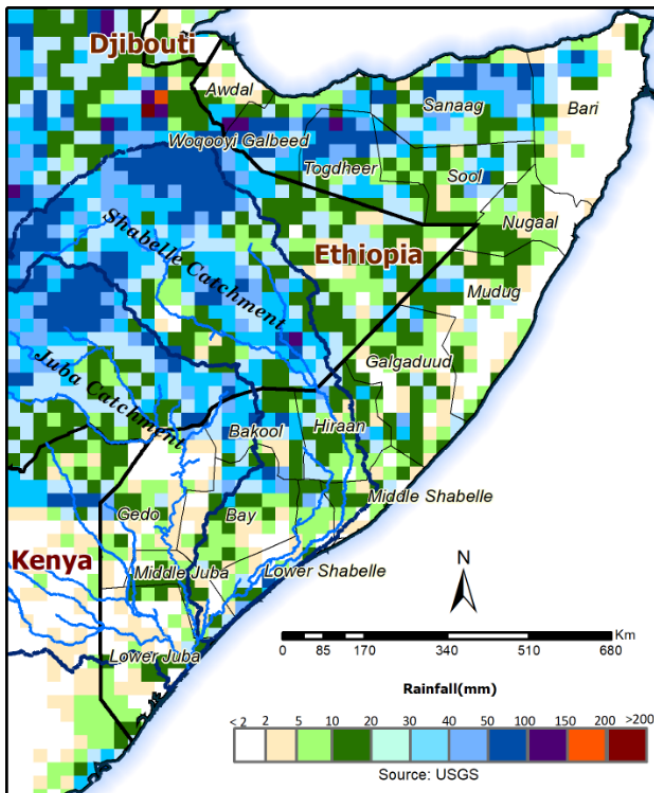 Djibouti
Awdal
Sanaag
Bari
Woqooyi Galbeed
Togdheer
Sool
Nugaal
Shabelle Catchment
Ethiopia
Mudug
Galgaduud
Juba Catchment
Bakool
Hiraan
Middle Shabelle
Gedo
Bay
Kenya
Middle Juba
Lower Shabelle
N
Lower Juba
Km
0 85 170 340 510 680
Rainfall(mm)
< 2 2 5 10 20 30 40 50 100 150 200 >200
Source: USGS